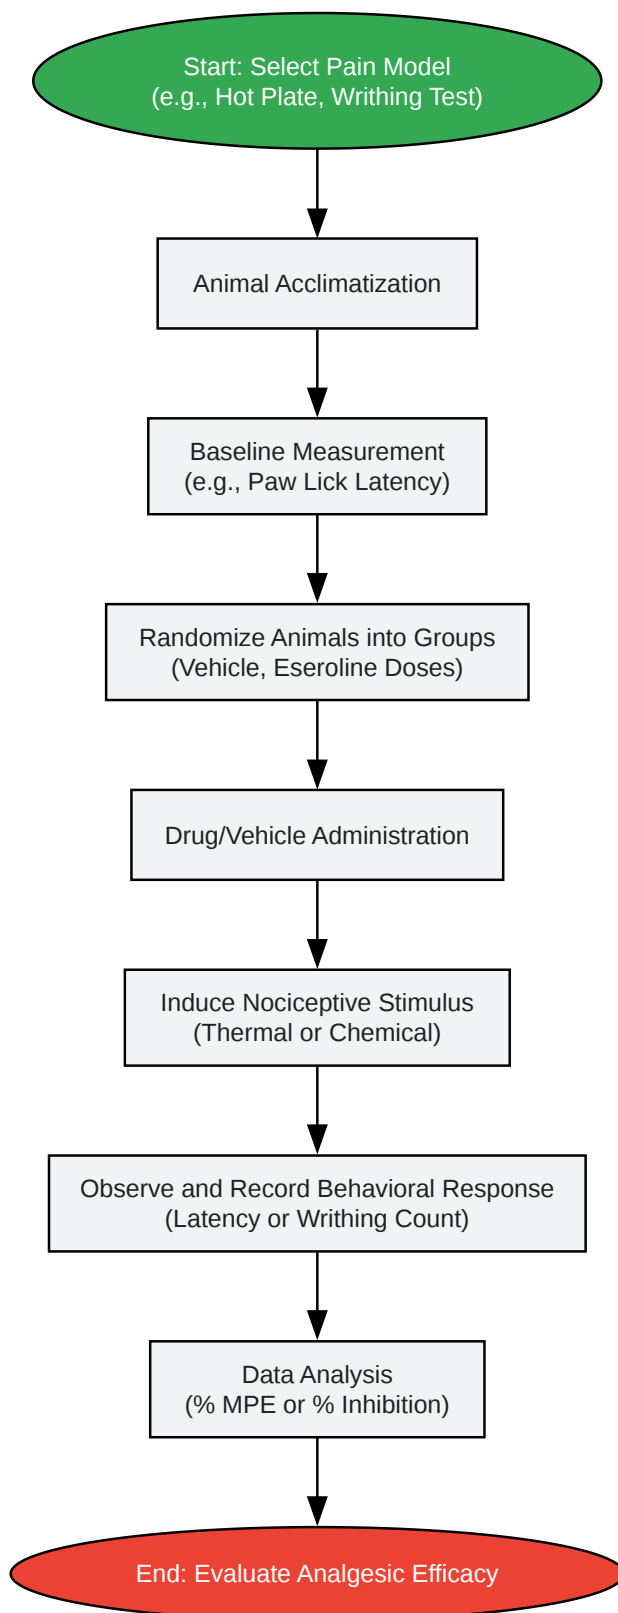 Start: Select Pain Model
(e.g., Hot Plate, Writhing Test)
Animal Acclimatization
Baseline Measurement
(e.g., Paw Lick Latency)
Randomize Animals into Groups
(Vehicle, Eseroline Doses)
Drug/Vehicle Administration
Induce Nociceptive Stimulus
(Thermal or Chemical)
Observe and Record Behavioral Response
(Latency or Writhing Count)
Data Analysis
(% MPE or % Inhibition)
End: Evaluate Analgesic Efficacy